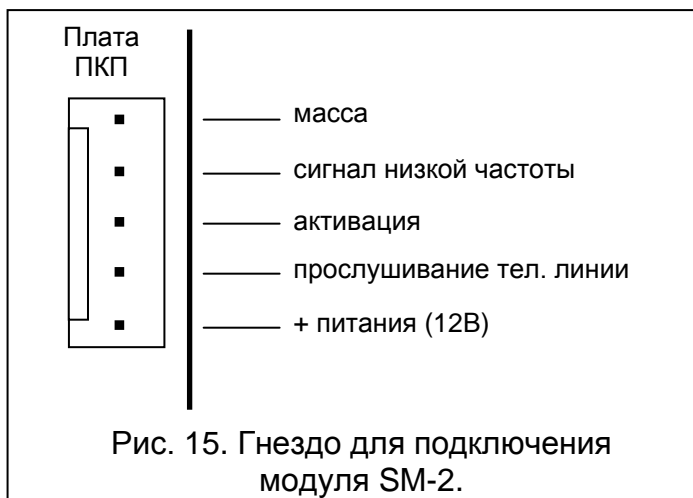 Плата
ПКП
масса
сигнал низкой частоты
активация
прослушивание тел. линии
+ питания (12В)
Рис. 15. Гнездо для подключения
модуля SM-2.